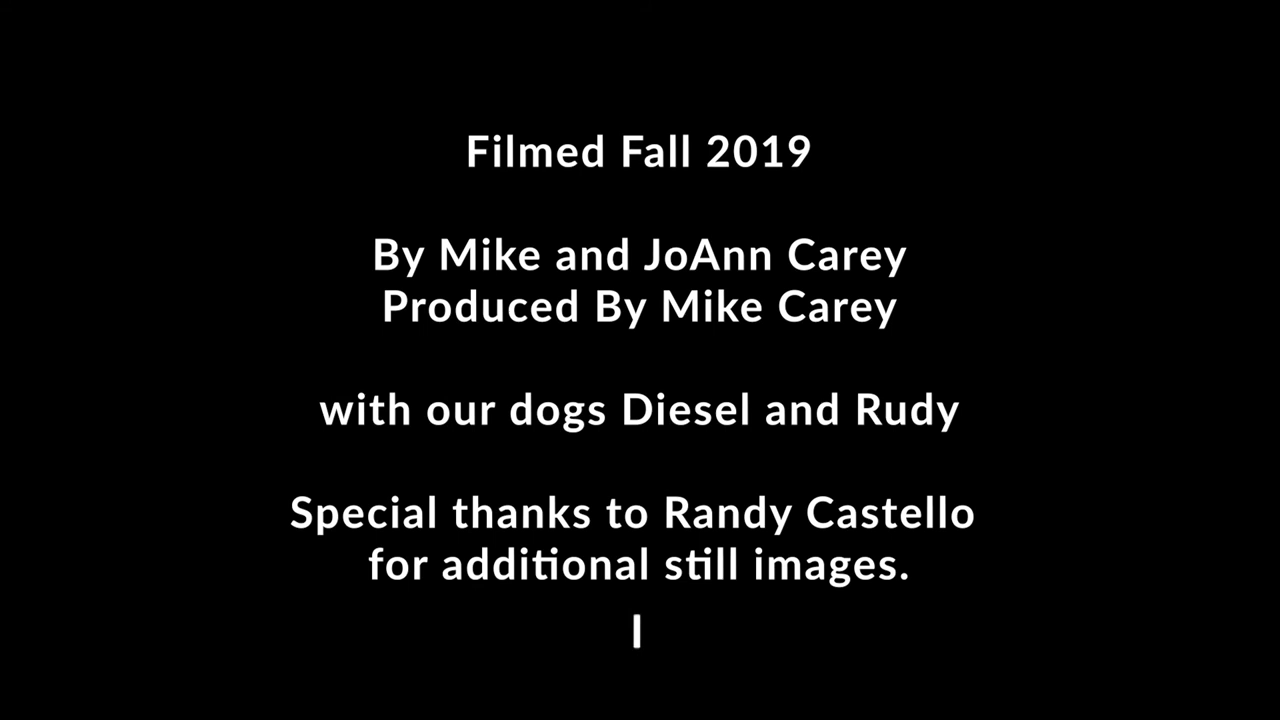 Filmed Fall 2019
By Mike and JoAnn Carey
Produced By Mike Carey
with our dogs Diesel and Rudy
Special thanks to Randy Castello
for additional still images.
I